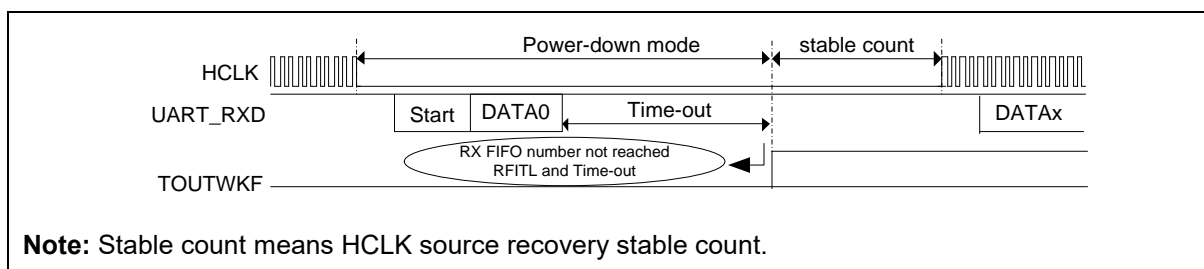 Power-down mode stable count
HCLK
UART_RXD Start DATA0 Time-out DATAx
RX FIFO number not reached
RFITL and Time-out
TOUTWKF
Note: Stable count means HCLK source recovery stable count.